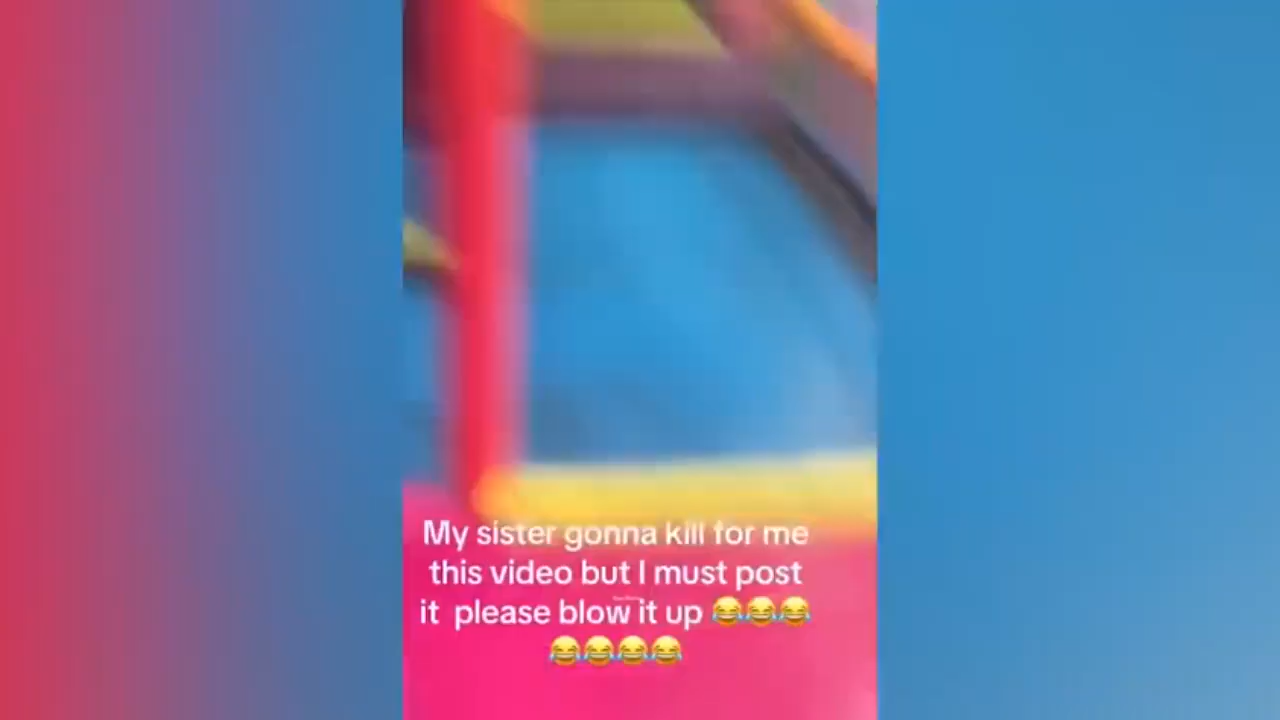 My sister gonna kill for me
this video but I must post
it please blow it up 😂😂😂
😂😂😂😂